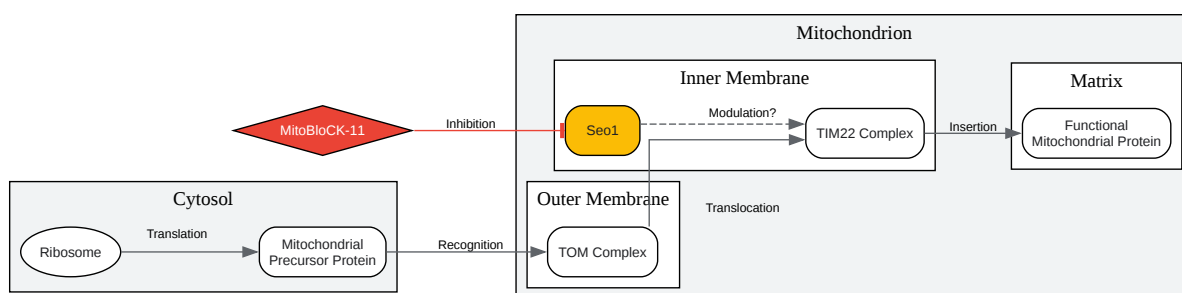 Mitochondrion
Inner Membrane
Matrix
MitoBloCK-11
Inhibition
Seo1
Modulation?
TIM22 Complex
Insertion
Functional
Mitochondrial Protein
Cytosol
Outer Membrane
Translocation
Ribosome
Translation
Mitochondrial
Precursor Protein
Recognition
TOM Complex